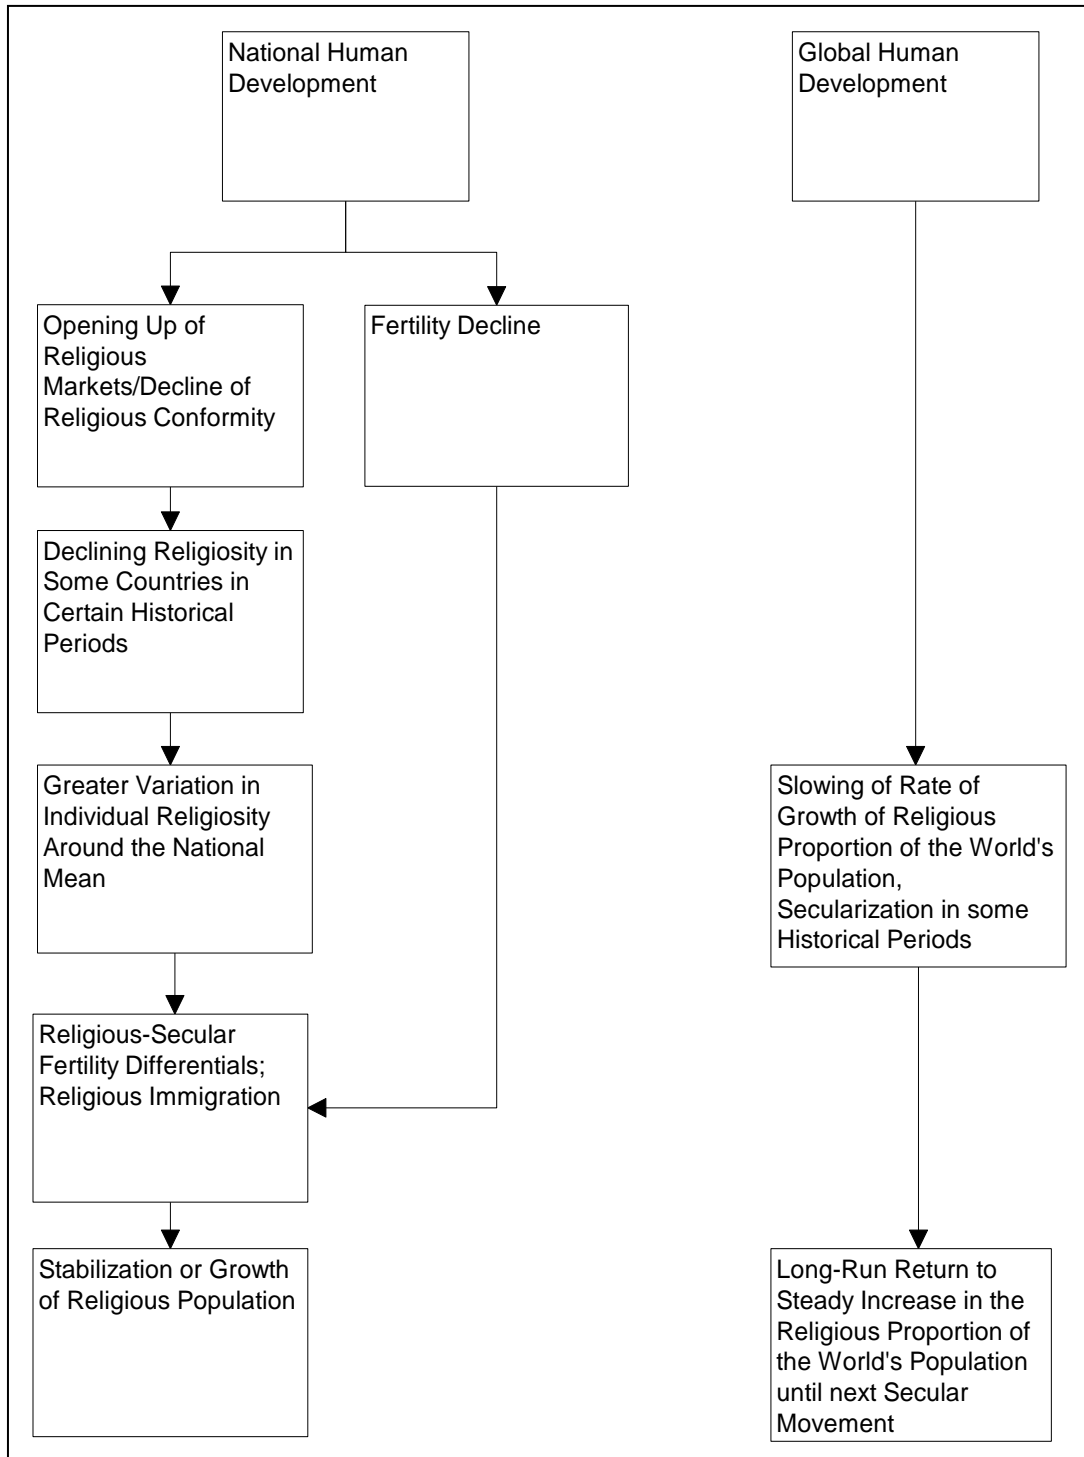 National Human
Development
Global Human
Development
Opening Up of
Religious
Markets/Decline of
Religious Conformity
Fertility Decline
Declining Religiosity in
Some Countries in
Certain Historical
Periods
Greater Variation in
Individual Religiosity
Around the National
Mean
Slowing of Rate of
Growth of Religious
Proportion of the World's
Population,
Secularization in some
Historical Periods
Religious-Secular
Fertility Differentials;
Religious Immigration
Stabilization or Growth
of Religious Population
Long-Run Return to
Steady Increase in the
Religious Proportion of
the World's Population
until next Secular
Movement